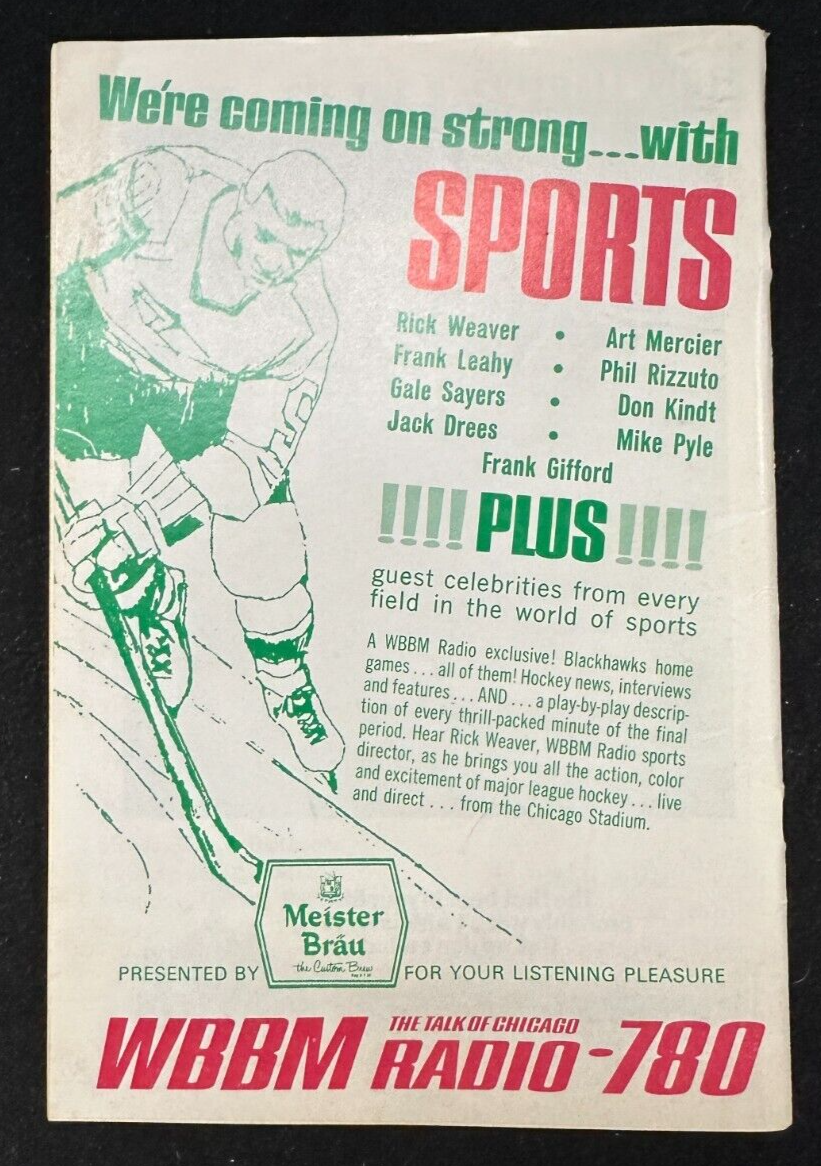 We're coming on strong...with
SPORTS
Rick Weaver • Art Mercier
Frank Leahy • Phil Rizzuto
Gale Sayers • Don Kindt
Jack Drees • Mike Pyle
Frank Gifford
!!!! PLUS !!!!
guest celebrities from every
field in the world of sports
A WBBM Radio exclusive! Blackhawks home
games . . . all of them! Hockey news, interviews
and features . . . AND . . . a play-by-play descrip-
tion of every thrill-packed minute of the final
period. Hear Rick Weaver, WBBM Radio sports
director, as he brings you all the action, color
and excitement of major league hockey . . . live
and direct . . . from the Chicago Stadium.
Meister
Bräu
the Custom Brew
PRESENTED BY FOR YOUR LISTENING PLEASURE
THE TALK OF CHICAGO
WBBM RADIO-780